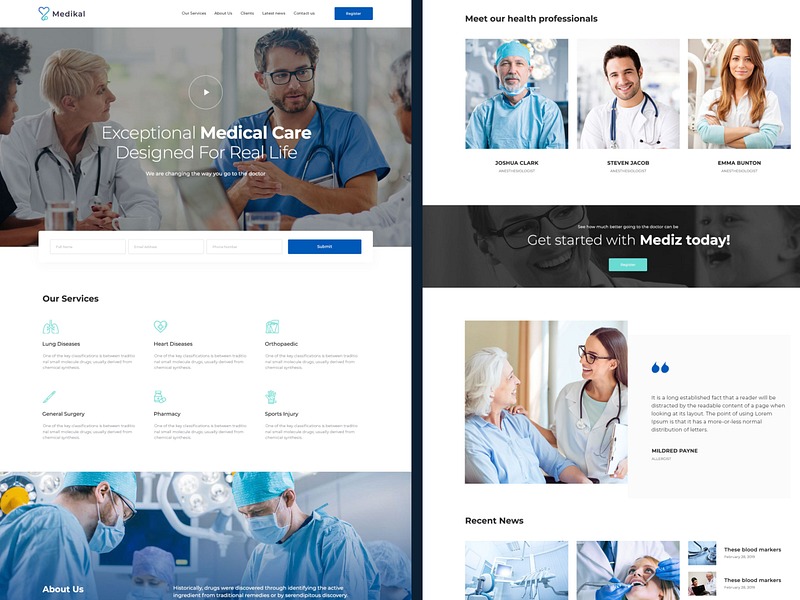 Medikal
Our Services
About Us
Clients
Latest news
Contact us
Register
Exceptional Medical Care
Designed For Real Life
We are changing the way you go to the doctor
Full Name
Email Address
Phone Number
Submit
Our Services
Lung Diseases
One of the key classifications is between traditio
nal small molecule drugs; usually derived from
chemical synthesis.
Heart Diseases
One of the key classifications is between traditio
nal small molecule drugs; usually derived from
chemical synthesis.
Orthopaedic
One of the key classifications is between traditio
nal small molecule drugs; usually derived from
chemical synthesis.
General Surgery
One of the key classifications is between traditio
nal small molecule drugs; usually derived from
chemical synthesis.
Pharmacy
One of the key classifications is between traditio
nal small molecule drugs; usually derived from
chemical synthesis.
Sports Injury
One of the key classifications is between traditio
nal small molecule drugs; usually derived from
chemical synthesis.
About Us
Historically, drugs were discovered through identifying the active
ingredient from traditional remedies or by serendipitous discovery.
Meet our health professionals
JOSHUA CLARK
ANESTHESIOLOGIST
STEVEN JACOB
ANESTHESIOLOGIST
EMMA BUNTON
ANESTHESIOLOGIST
See how much better going to the doctor can be
Get started with Mediz today!
Register
It is a long established fact that a reader will be
distracted by the readable content of a page when
looking at its layout. The point of using Lorem
Ipsum is that it has a more-or-less normal
distribution of letters.
MILDRED PAYNE
ALLERGIST
Recent News
These blood markers
February 28, 2019
These blood markers
February 28, 2019